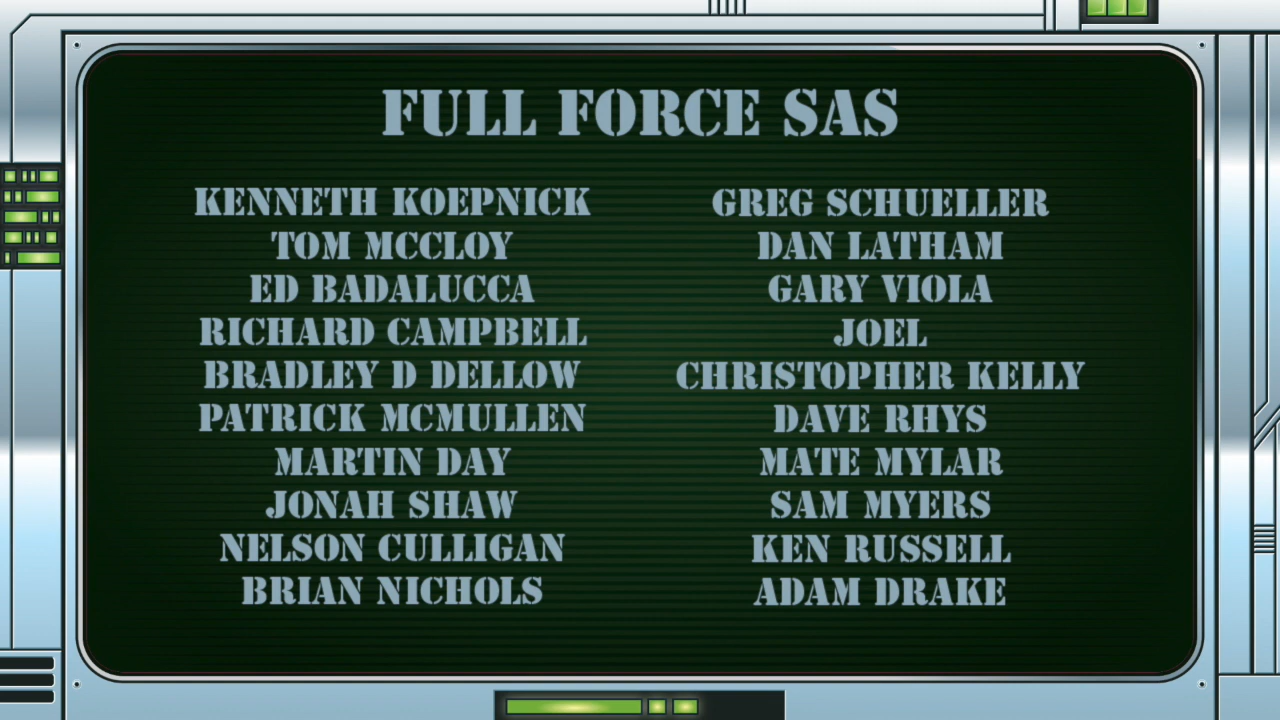 FULL FORCE SAS
KENNETH KOEPNICK
TOM MCCLOY
ED BADALUCCA
RICHARD CAMPBELL
BRADLEY D DELLOW
PATRICK MCMULLEN
MARTIN DAY
JONAH SHAW
NELSON CULLIGAN
BRIAN NICHOLS
GREG SCHUELLER
DAN LATHAM
GARY VIOLA
JOEL
CHRISTOPHER KELLY
DAVE RHYS
MATE MYLAR
SAM MYERS
KEN RUSSELL
ADAM DRAKE